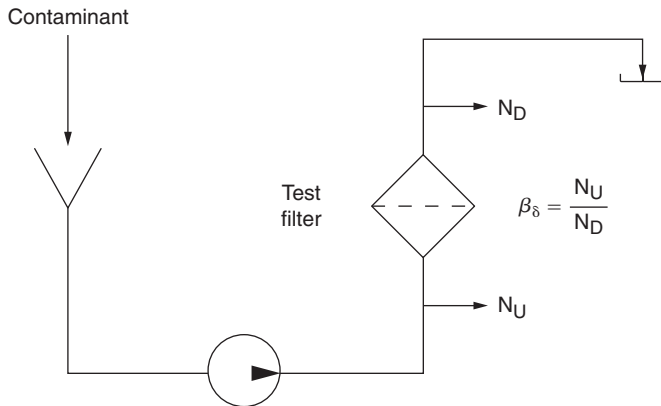 Contaminant
N_D
Test
filter
β_δ = N_U / N_D
N_U